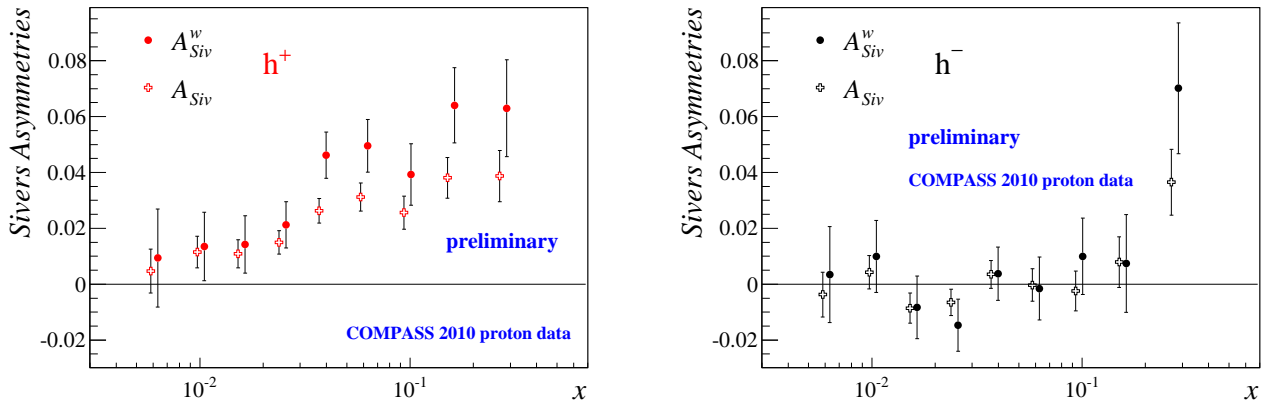 Sivers Asymmetries
0.08
0.06
0.04
0.02
0
-0.02
A^w_Siv
h^+
A_Siv
preliminary
COMPASS 2010 proton data
10^-2
10^-1
x
Sivers Asymmetries
0.08
0.06
0.04
0.02
0
-0.02
A^w_Siv
h^−
A_Siv
preliminary
COMPASS 2010 proton data
10^-2
10^-1
x